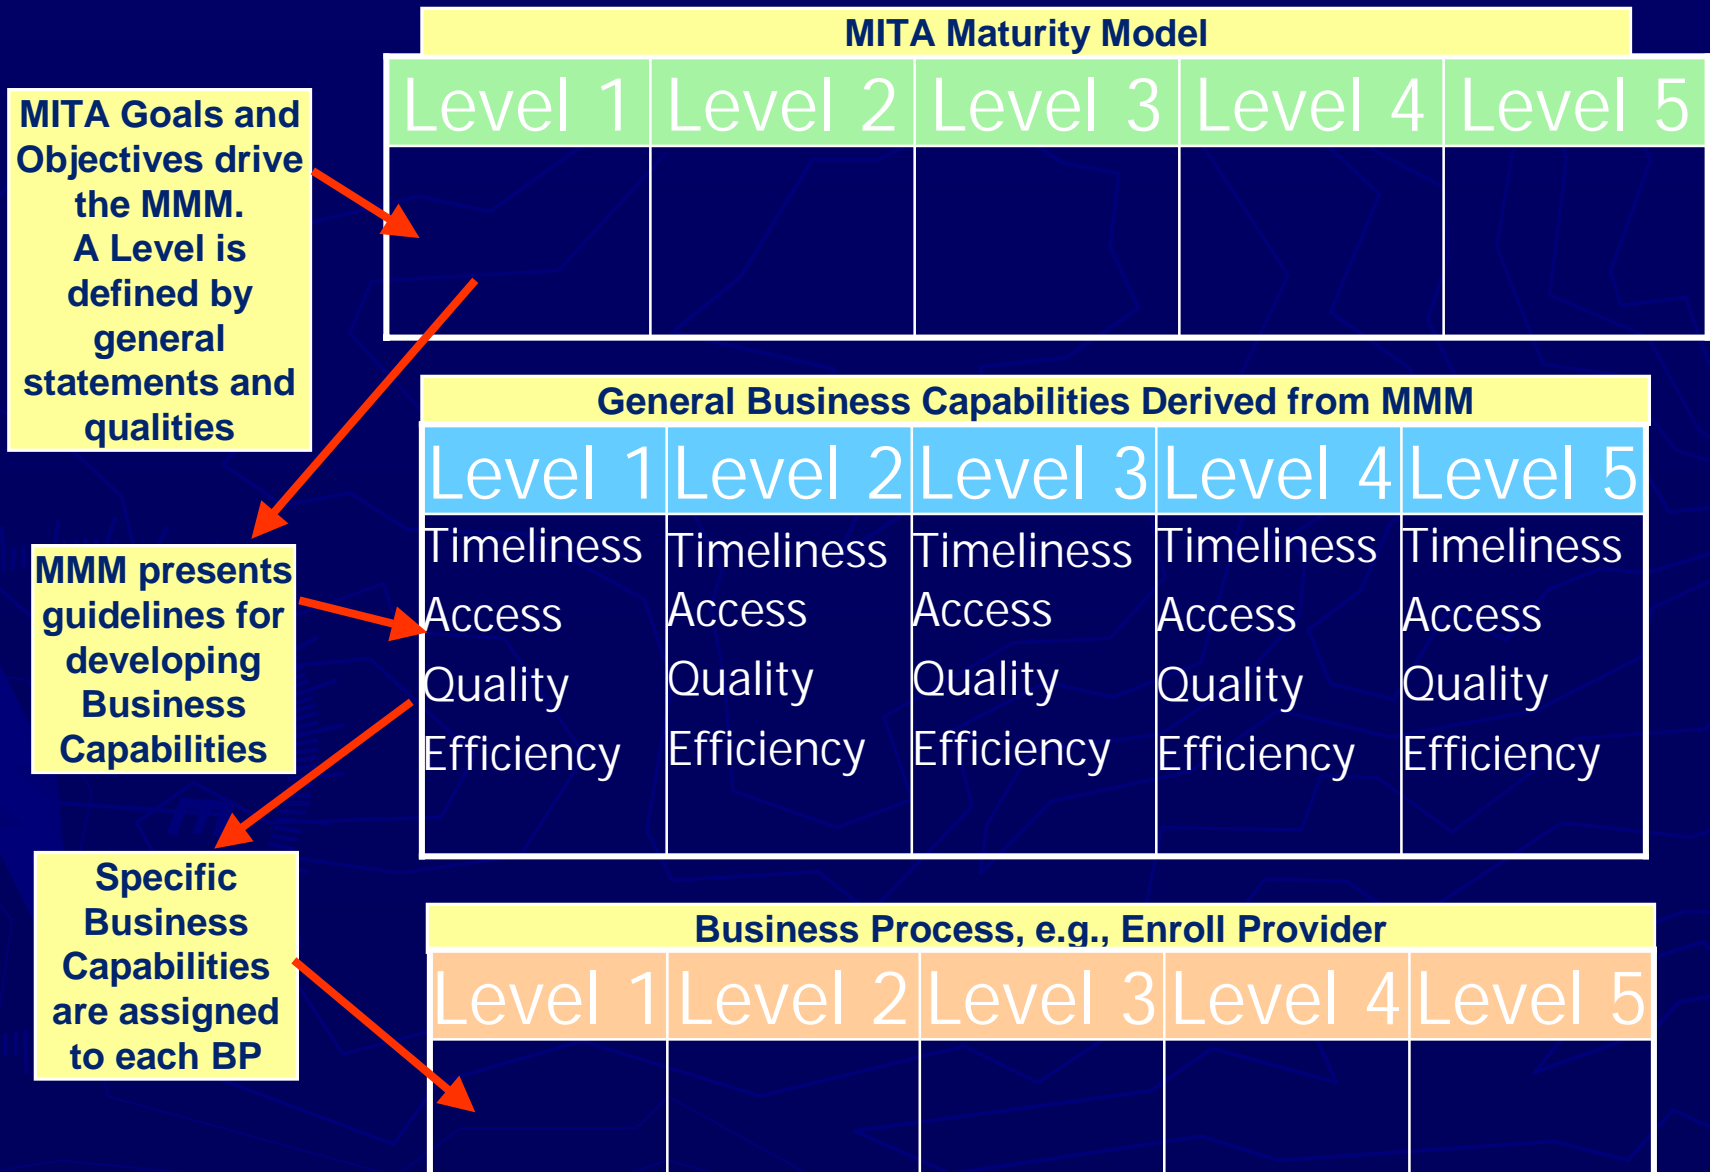 MITA Maturity Model
Level 1 Level 2 Level 3 Level 4 Level 5
MITA Goals and
Objectives drive
the MMM.
A Level is
defined by
general
statements and
qualities
General Business Capabilities Derived from MMM
Level 1 Level 2 Level 3 Level 4 Level 5
Timeliness Timeliness Timeliness Timeliness Timeliness
Access Access Access Access Access
Quality Quality Quality Quality Quality
Efficiency Efficiency Efficiency Efficiency Efficiency
MMM presents
guidelines for
developing
Business
Capabilities
Specific
Business
Capabilities
are assigned
to each BP
Business Process, e.g., Enroll Provider
Level 1 Level 2 Level 3 Level 4 Level 5